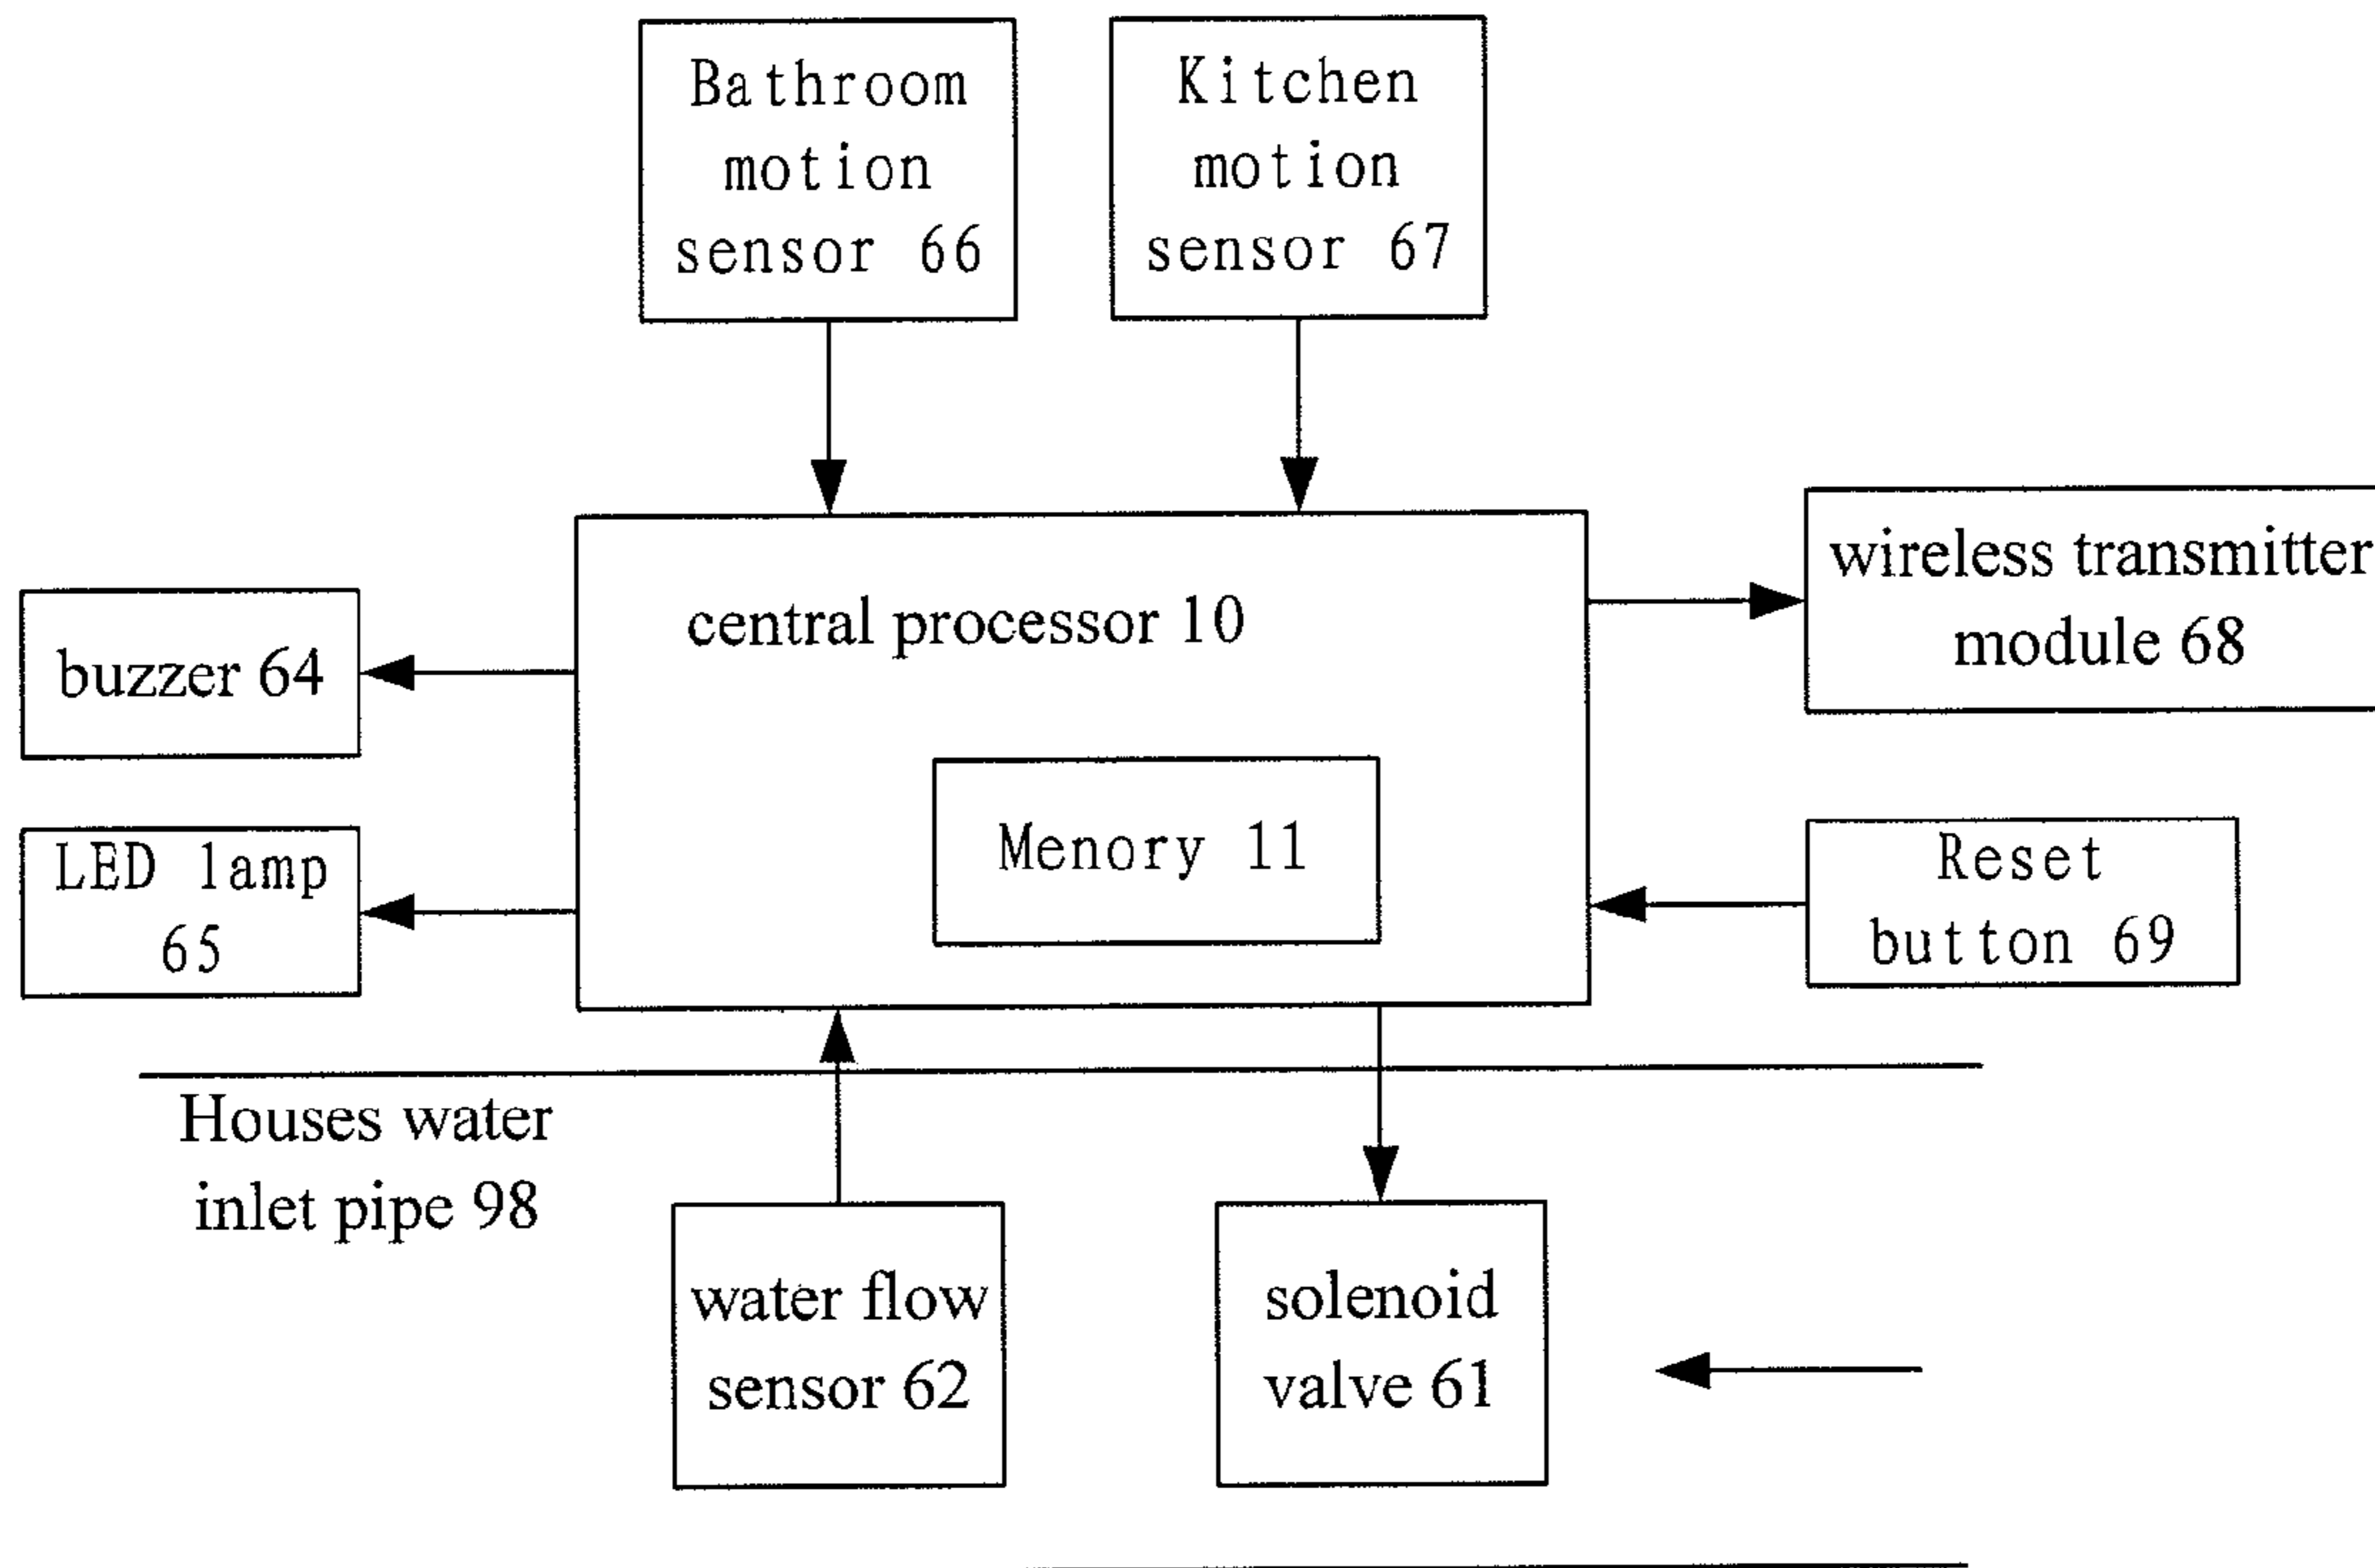 Bathroom
motion
sensor 66
Kitchen
motion
sensor 67
central processor 10
wireless transmitter
module 68
buzzer 64
Menory 11
LED lamp
65
Reset
button 69
Houses water
inlet pipe 98
water flow
sensor 62
solenoid
valve 61